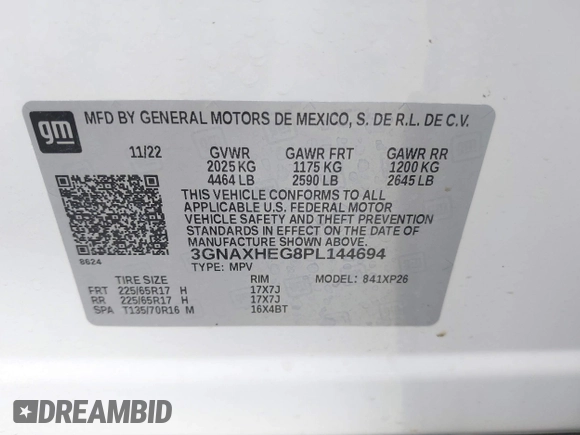 gm
MFD BY GENERAL MOTORS DE MEXICO, S. DE R.L. DE C.V.
11/22 GVWR GAWR FRT GAWR RR
2025 KG 1175 KG 1200 KG
4464 LB 2590 LB 2645 LB
THIS VEHICLE CONFORMS TO ALL
APPLICABLE U.S. FEDERAL MOTOR
VEHICLE SAFETY AND THEFT PREVENTION
STANDARDS IN EFFECT ON THE DATE OF
MANUFACTURE SHOWN ABOVE.
8624 3GNAXHEG8PL144694
TYPE: MPV MODEL: 841XP26
TIRE SIZE RIM
FRT 225/65R17 H 17X7J
RR 225/65R17 H 17X7J
SPA T135/70R16 M 16X4BT
DREAMBID